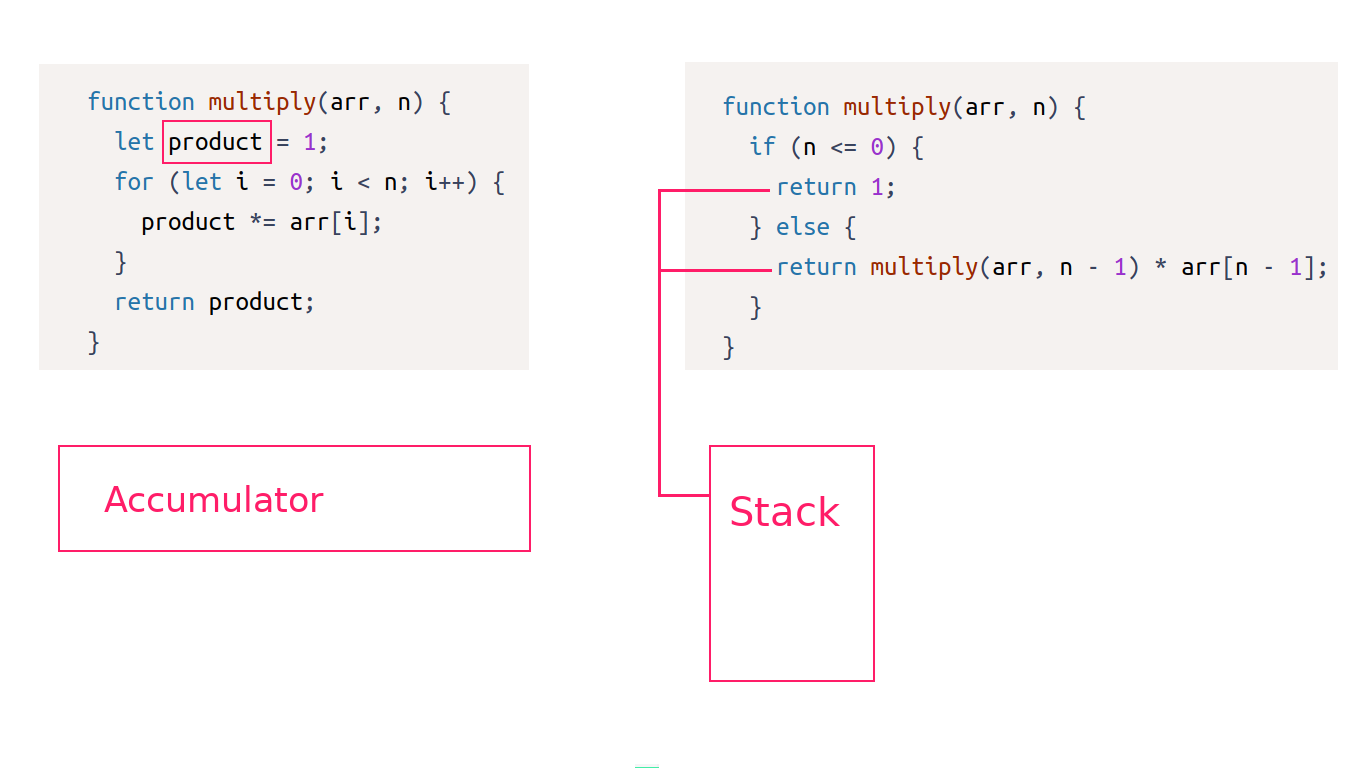 function multiply(arr, n) {
let product = 1;
for (let i = 0; i < n; i++) {
product *= arr[i];
}
return product;
}
Accumulator
function multiply(arr, n) {
if (n <= 0) {
return 1;
} else {
return multiply(arr, n - 1) * arr[n - 1];
}
}
Stack